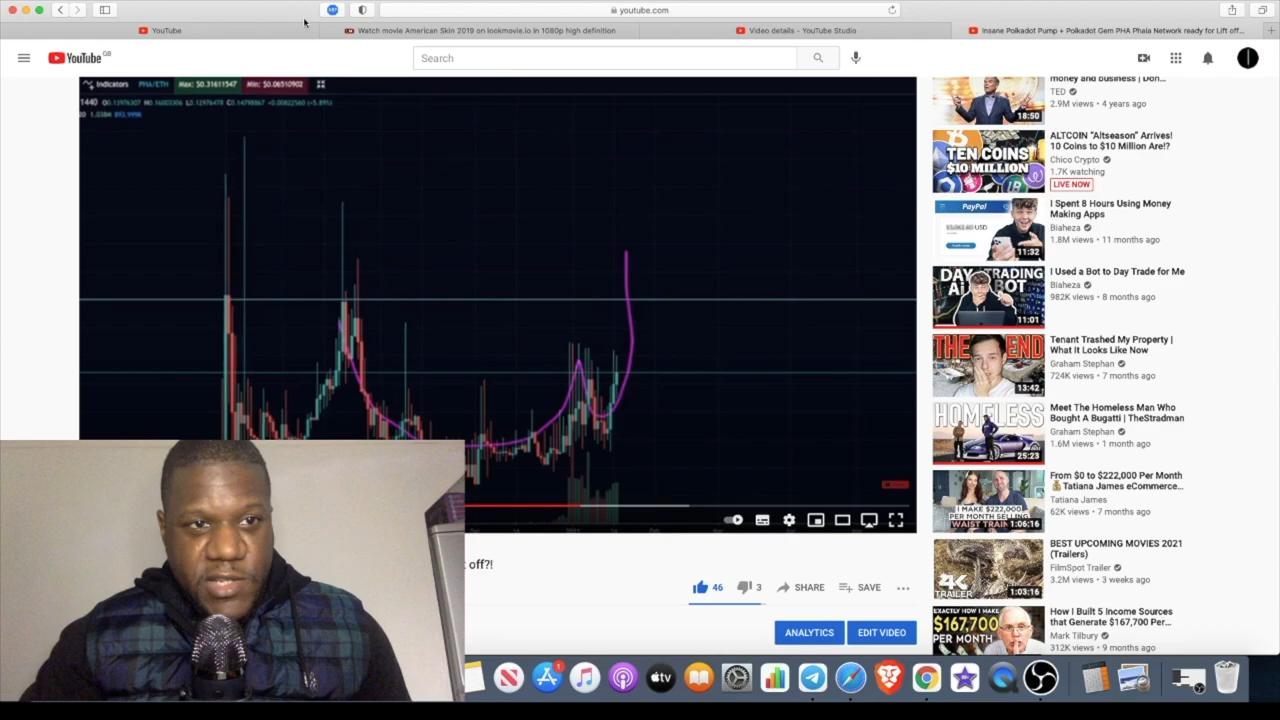 youtube.com
YouTube
Watch movie American Skin 2019 on lookmovie.io in 1080p high definition
Video details - YouTube Studio
Insane Polkadot Pump + Polkadot Gem PHA Phala Network ready for Lift off...
YouTube GB
Search
Indicators PHA/ETH Max: $0.31611547 Min: $0.06510902
1440
money and business | Don...
TED
2.9M views • 4 years ago
18:50
ALTCOIN "Altseason" Arrives!
10 Coins to $10 Million Are!?
Chico Crypto
1.7K watching
LIVE NOW
TEN COINS
$10 MILLION
I Spent 8 Hours Using Money
Making Apps
Biaheza
1.8M views • 11 months ago
PayPal
11:32
I Used a Bot to Day Trade for Me
Biaheza
982K views • 8 months ago
DAY TRADING
BOT
11:01
Tenant Trashed My Property |
What It Looks Like Now
Graham Stephan
724K views • 7 months ago
THE END
13:42
Meet The Homeless Man Who
Bought A Bugatti | TheStradman
Graham Stephan
1.6M views • 1 month ago
HOMELESS
25:23
From $0 to $222,000 Per Month
Tatiana James eCommerce...
Tatiana James
62K views • 7 months ago
I MAKE $222,000
PER MONTH SELLING
WAIST TRAIN
1:06:16
BEST UPCOMING MOVIES 2021
(Trailers)
FilmSpot Trailer
3.2M views • 3 weeks ago
4K
TRAILER
1:03:16
How I Built 5 Income Sources
that Generate $167,700 Per...
Mark Tilbury
312K views • 9 months ago
EXACTLY HOW I MAKE
$167,700
PER MONTH
off?!
46
3
SHARE
SAVE
ANALYTICS
EDIT VIDEO
tv
1